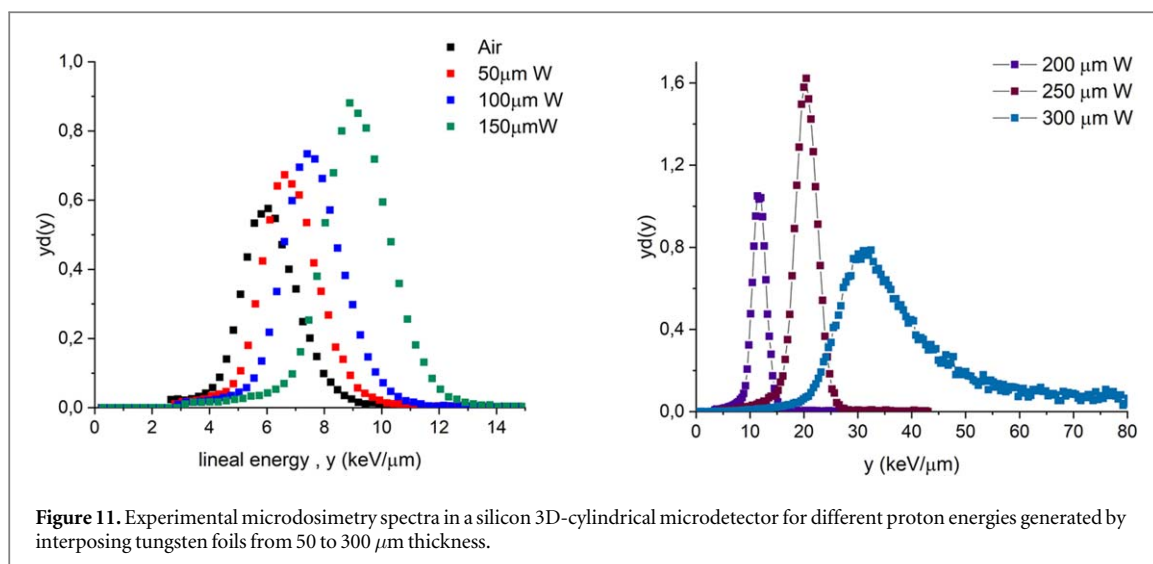 1,0
0,8
0,6
0,4
0,2
0,0
yd(y)
0
2
4
6
8
10
12
14
lineal energy , y (keV/μm)
Air
50μm W
100μm W
150μmW
1,6
1,2
0,8
0,4
0,0
yd(y)
0
10
20
30
40
50
60
70
80
y (keV/μm)
200 μm W
250 μm W
300 μm W
Figure 11. Experimental microdosimetry spectra in a silicon 3D-cylindrical microdetector for different proton energies generated by
interposing tungsten foils from 50 to 300 μm thickness.